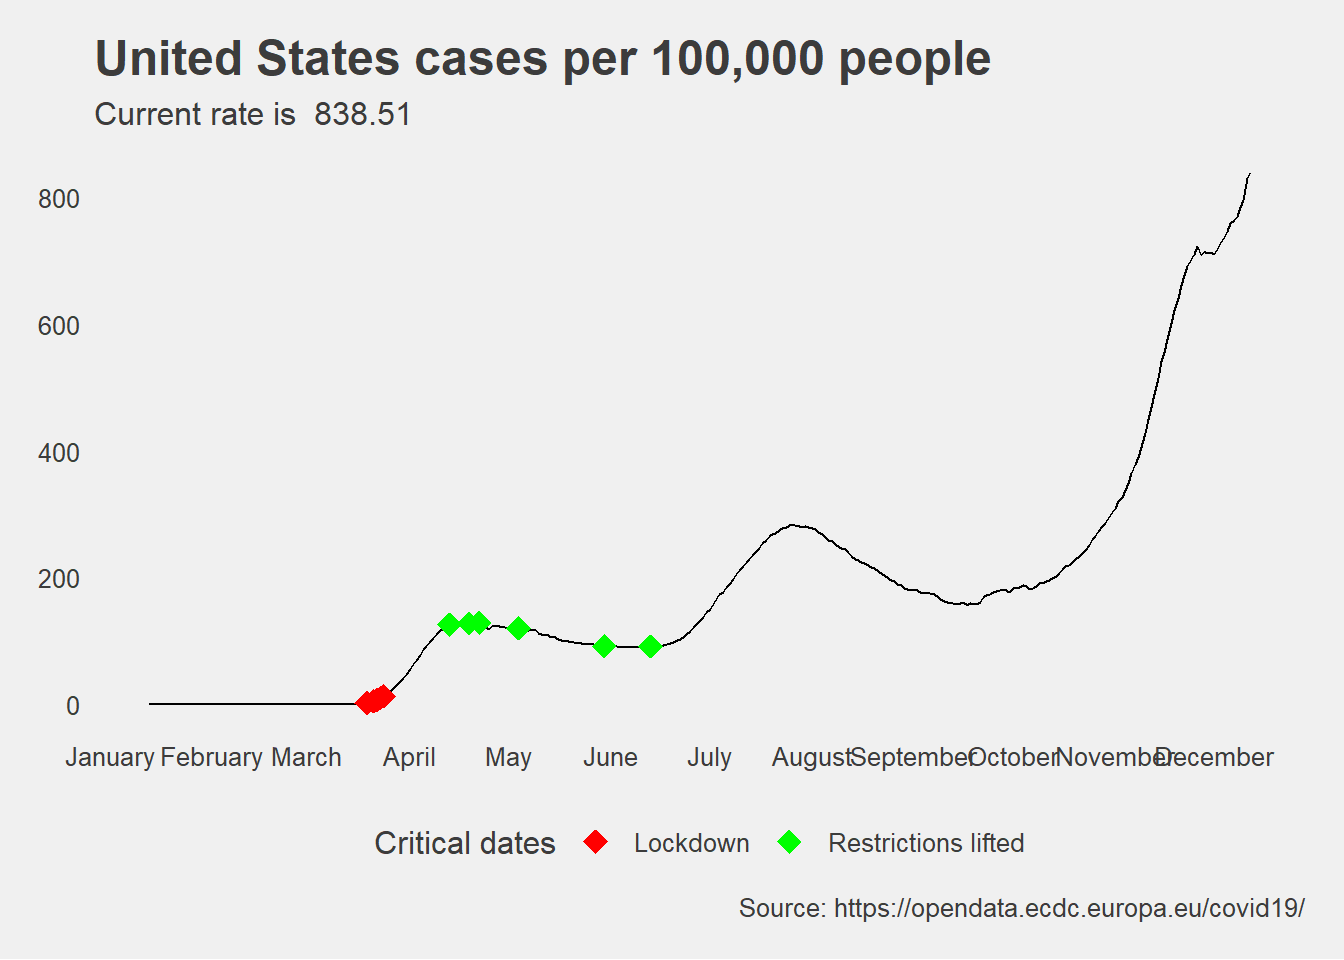 United States cases per 100,000 people
Current rate is  838.51
800
600
400
200
0
January February March April May June July August September October November December
Critical dates Lockdown Restrictions lifted
Source: https://opendata.ecdc.europa.eu/covid19/